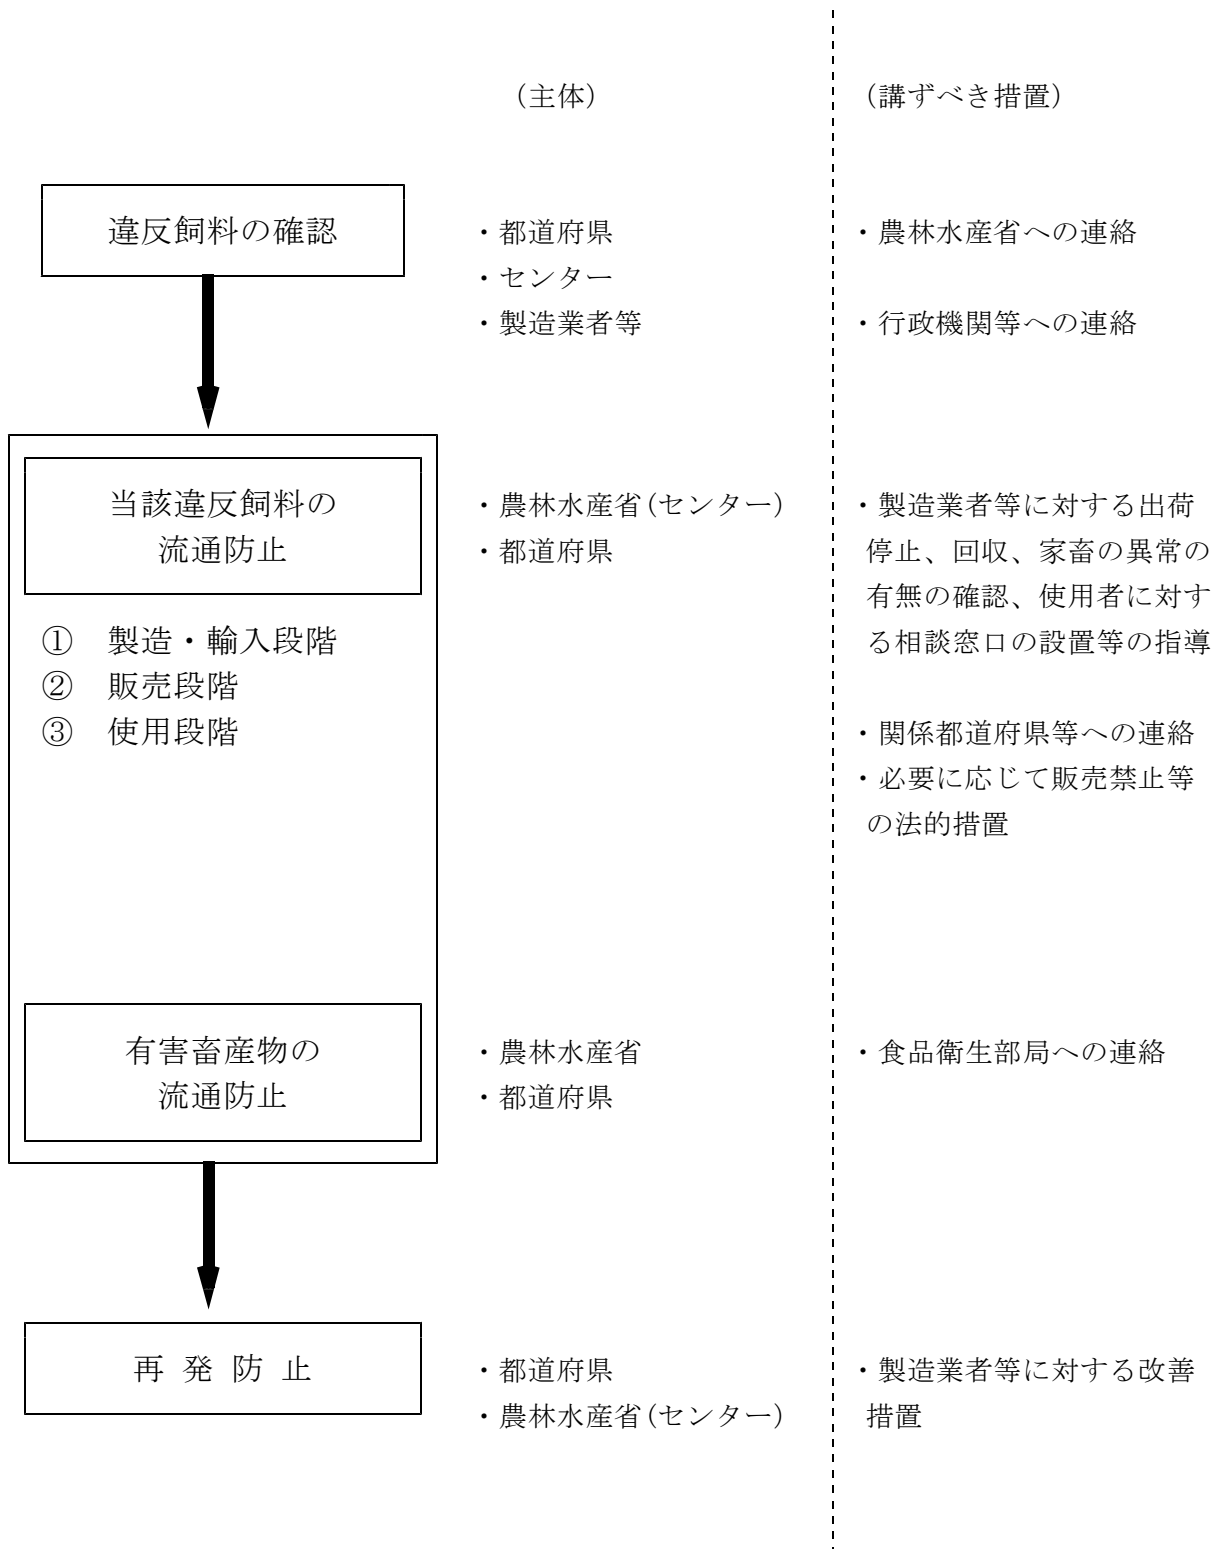 （主体）
（講ずべき措置）
違反飼料の確認
・都道府県
・農林水産省への連絡
・センター
・製造業者等
・行政機関等への連絡
当該違反飼料の
流通防止
・農林水産省（センター）
・都道府県
・製造業者等に対する出荷
停止、回収、家畜の異常の
有無の確認、使用者に対す
る相談窓口の設置等の指導
①　製造・輸入段階
②　販売段階
③　使用段階
・関係都道府県等への連絡
・必要に応じて販売禁止等
の法的措置
有害畜産物の
流通防止
・農林水産省
・都道府県
・食品衛生部局への連絡
再 発 防 止
・都道府県
・農林水産省（センター）
・製造業者等に対する改善
措置